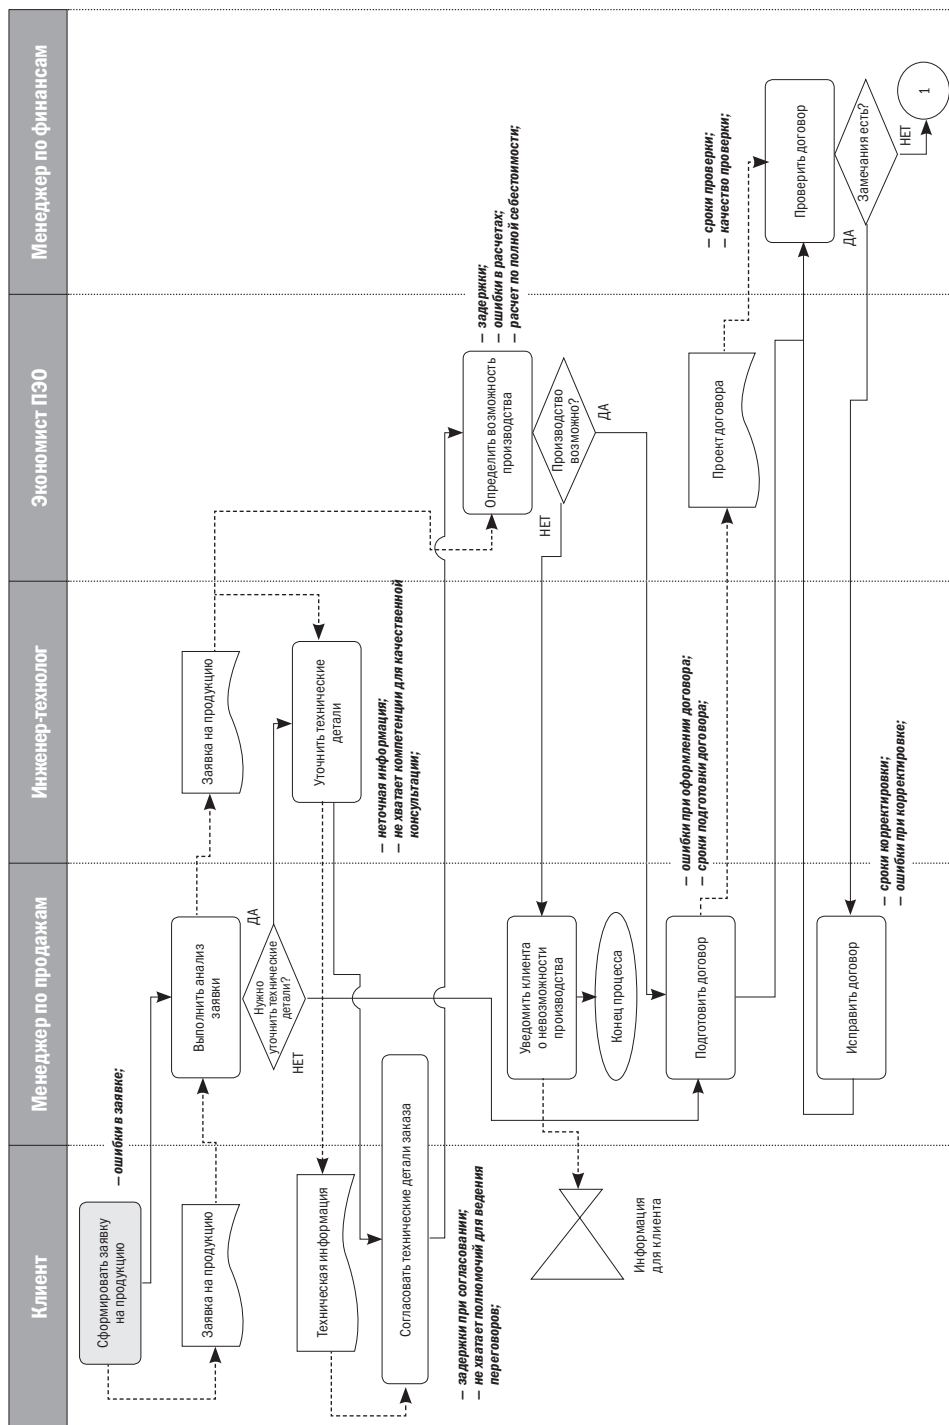 Клиент
Менеджер по продажам
Инженер-технолог
Экономист ПЭО
Менеджер по финансам
Сформировать заявку
на продукцию
— ошибки в заявке;
Заявка на продукцию
Выполнить анализ
заявки
Заявка на продукцию
Нужно
уточнить технические
детали?
ДА
НЕТ
Уточнить технические
детали
— неточная информация;
— не хватает компетенции для качественной
консультации;
Техническая информация
Согласовать технические детали заказа
— задержки при согласовании;
— не хватает полномочий для ведения
переговоров;
Определить возможность
производства
— задержки;
— ошибки в расчетах;
— расчет по полной себестоимости;
Производство
возможно?
НЕТ
ДА
Уведомить клиента
о невозможности
производства
Информация
для клиента
Конец процесса
Подготовить договор
— ошибки при оформлении договора;
— сроки подготовки договора;
Проект договора
— сроки проверки;
— качество проверки;
Проверить договор
Замечания есть?
ДА
НЕТ
1
Исправить договор
— сроки корректировки;
— ошибки при корректировке;